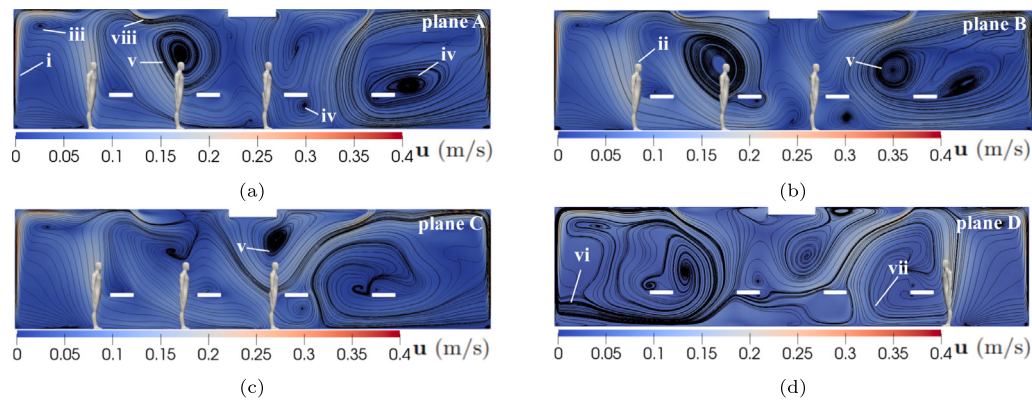 plane A
iii
viii
i
v
iv
iv
0 0.05 0.1 0.15 0.2 0.25 0.3 0.35 0.4 u (m/s)
(a)
plane B
ii
v
0 0.05 0.1 0.15 0.2 0.25 0.3 0.35 0.4 u (m/s)
(b)
plane C
v
0 0.05 0.1 0.15 0.2 0.25 0.3 0.35 0.4 u (m/s)
(c)
plane D
vi
vii
0 0.05 0.1 0.15 0.2 0.25 0.3 0.35 0.4 u (m/s)
(d)